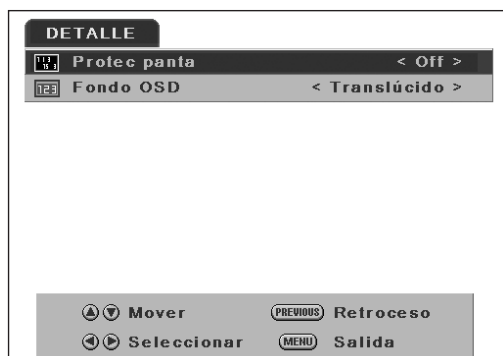 DETALLE
Protec panta < Off >
Fondo OSD < Translúcido >
Mover PREVIOUS Retroceso
Seleccionar MENU Salida